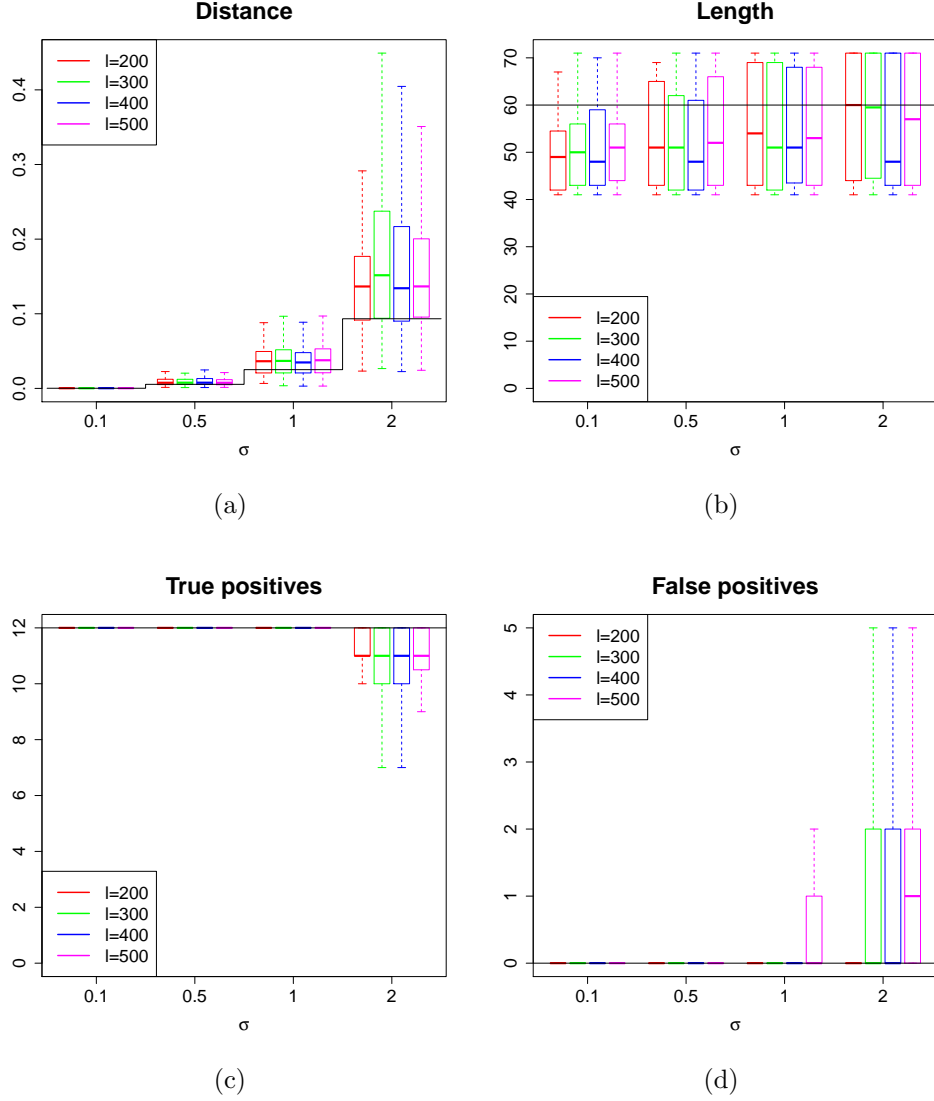 Distance
l=200
l=300
l=400
l=500
0.0
0.1
0.2
0.3
0.4
0.1
0.5
1
2
σ
(a)
Length
0
10
20
30
40
50
60
70
l=200
l=300
l=400
l=500
0.1
0.5
1
2
σ
(b)
True positives
0
2
4
6
8
10
12
l=200
l=300
l=400
l=500
0.1
0.5
1
2
σ
(c)
False positives
l=200
l=300
l=400
l=500
0
1
2
3
4
5
0.1
0.5
1
2
σ
(d)